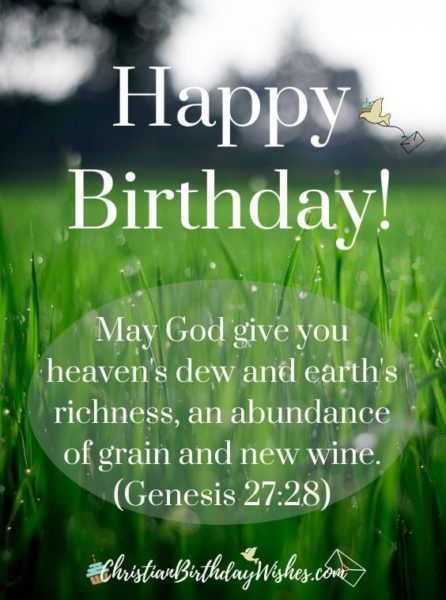 Happy
Birthday!
May God give you
heaven's dew and earth's
richness, an abundance
of grain and new wine.
(Genesis 27:28)
ChristianBirthdayWishes.com